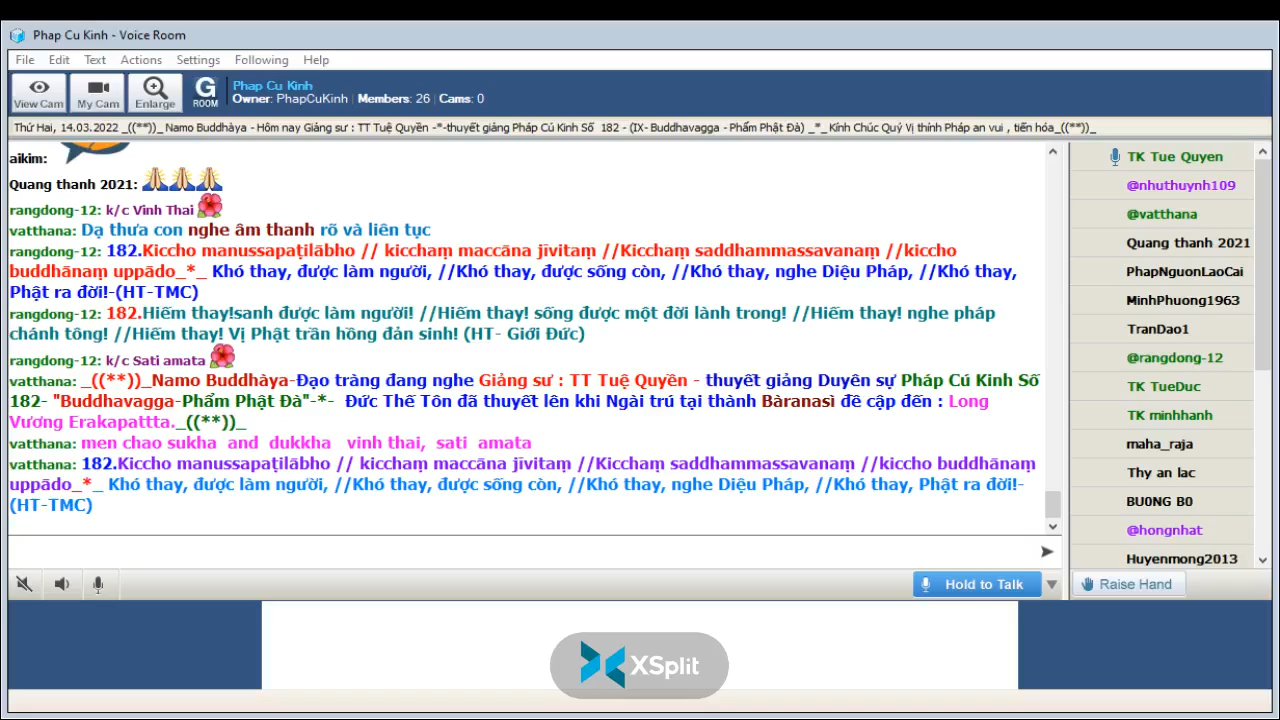 Phap Cu Kinh - Voice Room
File Edit Text Actions Settings Following Help
View Cam My Cam Enlarge G ROOM
Phap Cu Kinh
Owner: PhapCuKinh | Members: 26 | Cams: 0
Thứ Hai, 14.03.2022 _((**))_ Namo Buddhàya - Hôm nay Giảng sư : TT Tuệ Quyền -*-thuyết giảng Pháp Cú Kinh Số 182 - (IX- Buddhavagga - Phẩm Phật Đà) _*_ Kính Chúc Quý Vị thính Pháp an vui , tiến hóa_((**))_
aikim:
Quang thanh 2021:
rangdong-12: k/c Vinh Thai
vatthana: Dạ thưa con nghe âm thanh rõ và liên tục
rangdong-12: 182.Kiccho manussapaṭilābho // kicchaṃ maccāna jīvitaṃ //Kicchaṃ saddhammassavanaṃ //kiccho
buddhānaṃ uppādo_*_ Khó thay, được làm người, //Khó thay, được sống còn, //Khó thay, nghe Diệu Pháp, //Khó thay,
Phật ra đời!-(HT-TMC)
rangdong-12: 182.Hiếm thay!sanh được làm người! //Hiếm thay! sống được một đời lành trong! //Hiếm thay! nghe pháp
chánh tông! //Hiếm thay! Vị Phật trần hồng đản sinh! (HT- Giới Đức)
rangdong-12: k/c Sati amata
vatthana: _((**))_Namo Buddhàya-Đạo tràng đang nghe Giảng sư : TT Tuệ Quyền - thuyết giảng Duyên sự Pháp Cú Kinh Số
182- "Buddhavagga-Phẩm Phật Đà"-*- Đức Thế Tôn đã thuyết lên khi Ngài trú tại thành Bàranasì đề cập đến : Long
Vương Erakapattta._((**))_
vatthana: men chao sukha and dukkha vinh thai, sati amata
vatthana: 182.Kiccho manussapaṭilābho // kicchaṃ maccāna jīvitaṃ //Kicchaṃ saddhammassavanaṃ //kiccho buddhānaṃ
uppādo_*_ Khó thay, được làm người, //Khó thay, được sống còn, //Khó thay, nghe Diệu Pháp, //Khó thay, Phật ra đời!-
(HT-TMC)
TK Tue Quyen
@nhuthuynh109
@vatthana
Quang thanh 2021
PhapNguonLaoCai
MinhPhuong1963
TranDao1
@rangdong-12
TK TueDuc
TK minhhanh
maha_raja
Thy an lac
BU0NG B0
@hongnhat
Huyenmong2013
Hold to Talk
Raise Hand
XSplit